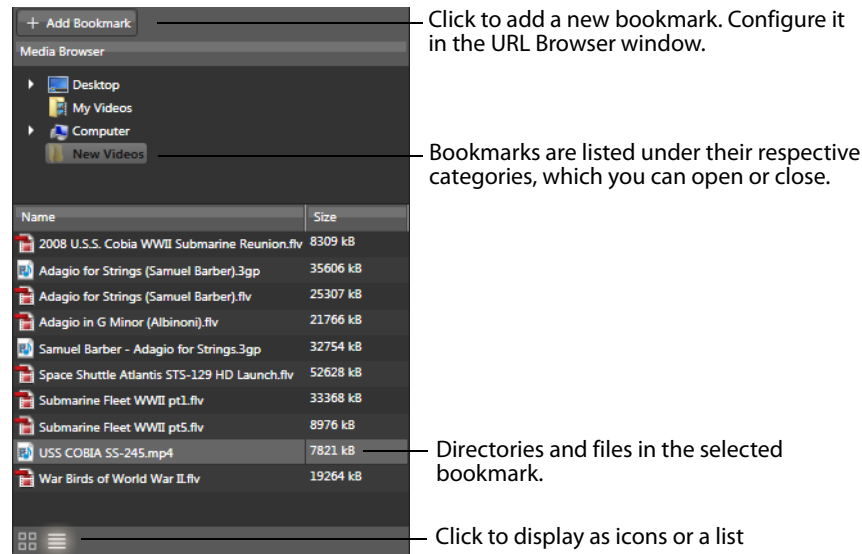 + Add Bookmark
Click to add a new bookmark. Configure it
in the URL Browser window.
Media Browser
Desktop
My Videos
Computer
New Videos
Bookmarks are listed under their respective
categories, which you can open or close.
Name Size
2008 U.S.S. Cobia WWII Submarine Reunion.flv 8309 kB
Adagio for Strings (Samuel Barber).3gp 35606 kB
Adagio for Strings (Samuel Barber).flv 25307 kB
Adagio in G Minor (Albinoni).flv 21766 kB
Samuel Barber - Adagio for Strings.3gp 32754 kB
Space Shuttle Atlantis STS-129 HD Launch.flv 52628 kB
Submarine Fleet WWII pt1.flv 33368 kB
Submarine Fleet WWII pt5.flv 8976 kB
USS COBIA SS-245.mp4 7821 kB
Directories and files in the selected
bookmark.
War Birds of World War II.flv 19264 kB
Click to display as icons or a list